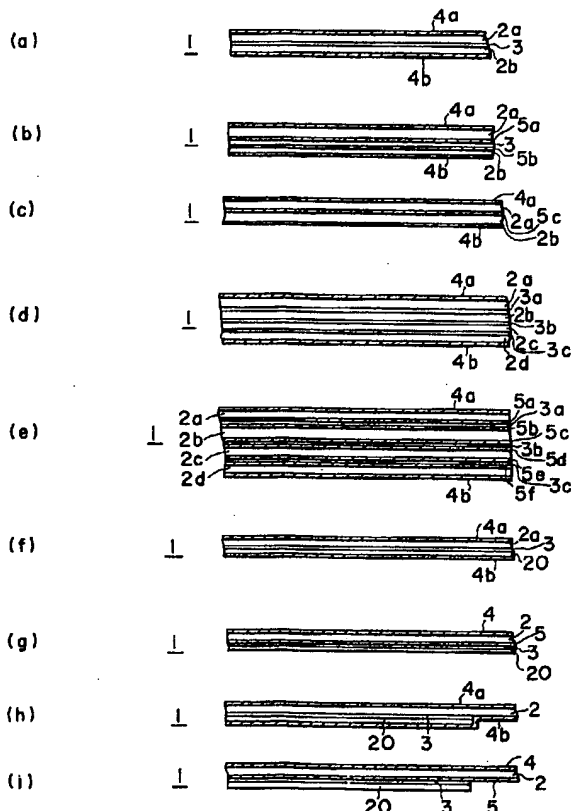 (a) 1 4a 2a 3 2b 4b
(b) 1 4a 2a 5a 3 5b 2b 4b
(c) 1 4a 5c 2a 2b 4b
(d) 1 4a 2a 3a 2b 3b 2c 3c 2d 4b
(e) 1 2a 2b 2c 2d 4a 5a 3a 5b 5c 3b 5d 5e 3c 5f 4b
(f) 1 4a 2a 3 20 4b
(g) 1 4 2 5 3 20
(h) 1 4a 2 4b 3 20
(i) 1 4 2 3 5 20